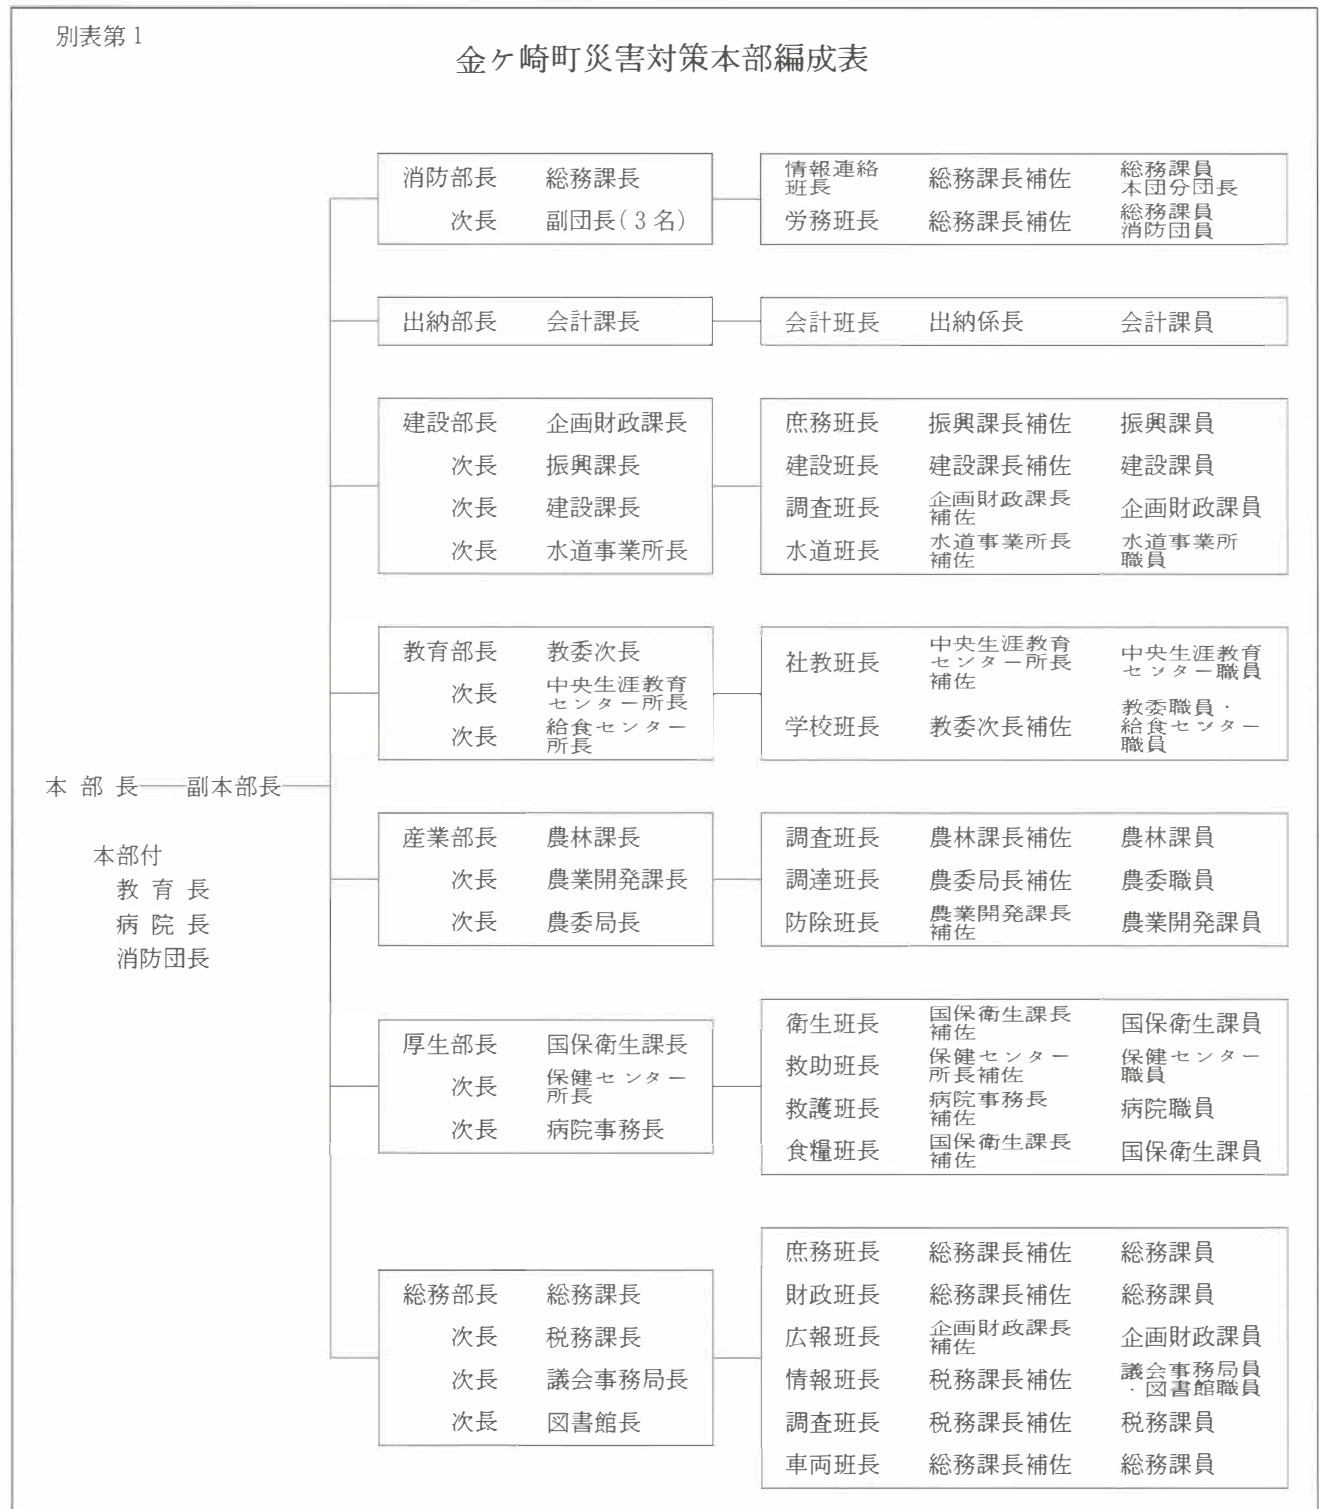 別表第1
金ケ崎町災害対策本部編成表
消防部長 総務課長
次長 副団長(3名)
情報連絡班長 総務課長補佐 総務課員 本団分団長
労務班長 総務課長補佐 総務課員 消防団員
出納部長 会計課長
会計班長 出納係長 会計課員
建設部長 企画財政課長
次長 振興課長
次長 建設課長
次長 水道事業所長
庶務班長 振興課長補佐 振興課員
建設班長 建設課長補佐 建設課員
調査班長 企画財政課長補佐 企画財政課員
水道班長 水道事業所長補佐 水道事業所職員
教育部長 教委次長
次長 中央生涯教育センター所長
次長 給食センター所長
社教班長 中央生涯教育センター所長補佐 中央生涯教育センター職員
学校班長 教委次長補佐 教委職員・給食センター職員
本部長 副本部長
本部付
教育長
病院長
消防団長
産業部長 農林課長
次長 農業開発課長
次長 農委局長
調査班長 農林課長補佐 農林課員
調達班長 農委局長補佐 農委職員
防除班長 農業開発課長補佐 農業開発課員
厚生部長 国保衛生課長
次長 保健センター所長
次長 病院事務長
衛生班長 国保衛生課長補佐 国保衛生課員
救助班長 保健センター所長補佐 保健センター職員
救護班長 病院事務長補佐 病院職員
食糧班長 国保衛生課長補佐 国保衛生課員
総務部長 総務課長
次長 税務課長
次長 議会事務局長
次長 図書館長
庶務班長 総務課長補佐 総務課員
財政班長 総務課長補佐 総務課員
広報班長 企画財政課長補佐 企画財政課員
情報班長 税務課長補佐 議会事務局員・図書館職員
調査班長 税務課長補佐 税務課員
車両班長 総務課長補佐 総務課員